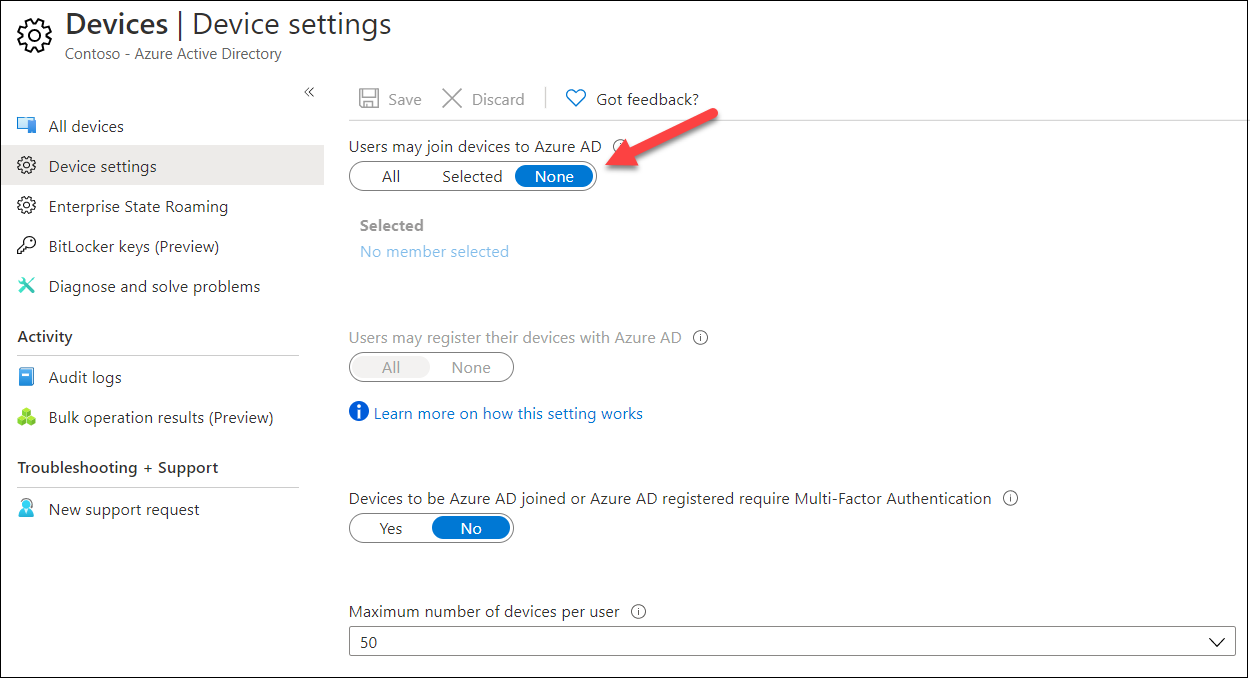 Devices | Device settings
Contoso - Azure Active Directory
«
All devices
Device settings
Enterprise State Roaming
BitLocker keys (Preview)
Diagnose and solve problems
Activity
Audit logs
Bulk operation results (Preview)
Troubleshooting + Support
New support request
Save Discard Got feedback?
Users may join devices to Azure AD
All Selected None
Selected
No member selected
Users may register their devices with Azure AD
All None
Learn more on how this setting works
Devices to be Azure AD joined or Azure AD registered require Multi-Factor Authentication
Yes No
Maximum number of devices per user
50